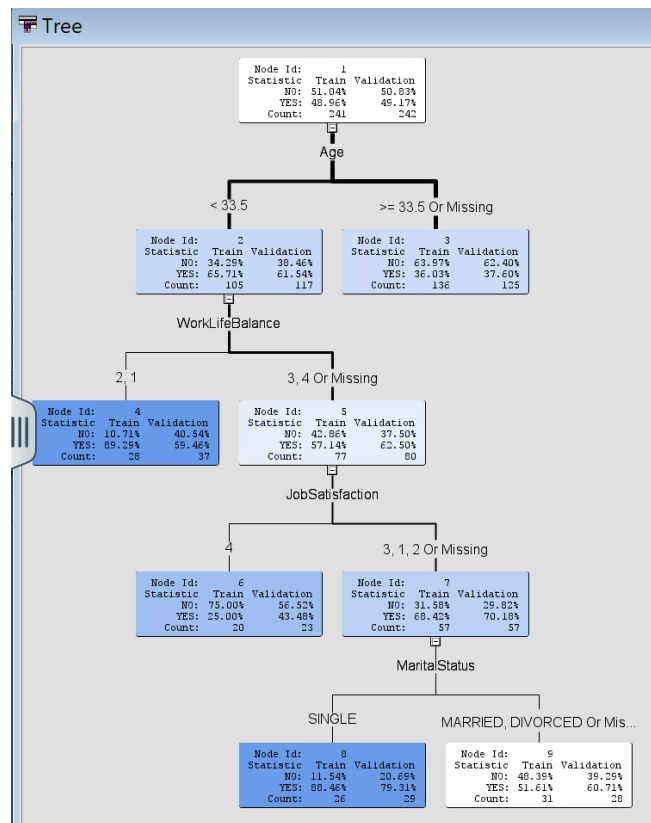 Tree
Node Id: 1
Statistic Train Validation
NO: 51.04% 50.83%
YES: 48.96% 49.17%
Count: 241 242
Age
< 33.5
>= 33.5 Or Missing
Node Id: 2
Statistic Train Validation
NO: 34.29% 38.46%
YES: 65.71% 61.54%
Count: 105 117
Node Id: 3
Statistic Train Validation
NO: 63.97% 62.40%
YES: 36.03% 37.60%
Count: 136 125
WorkLifeBalance
2, 1
3, 4 Or Missing
Node Id: 4
Statistic Train Validation
NO: 10.71% 40.54%
YES: 89.29% 59.46%
Count: 28 37
Node Id: 5
Statistic Train Validation
NO: 42.86% 37.50%
YES: 57.14% 62.50%
Count: 77 80
JobSatisfaction
4
3, 1, 2 Or Missing
Node Id: 6
Statistic Train Validation
NO: 75.00% 56.52%
YES: 25.00% 43.48%
Count: 20 23
Node Id: 7
Statistic Train Validation
NO: 31.58% 29.82%
YES: 68.42% 70.18%
Count: 57 57
MaritalStatus
SINGLE
MARRIED, DIVORCED Or Mis...
Node Id: 8
Statistic Train Validation
NO: 11.54% 20.69%
YES: 88.46% 79.31%
Count: 26 29
Node Id: 9
Statistic Train Validation
NO: 48.39% 39.29%
YES: 51.61% 60.71%
Count: 31 28